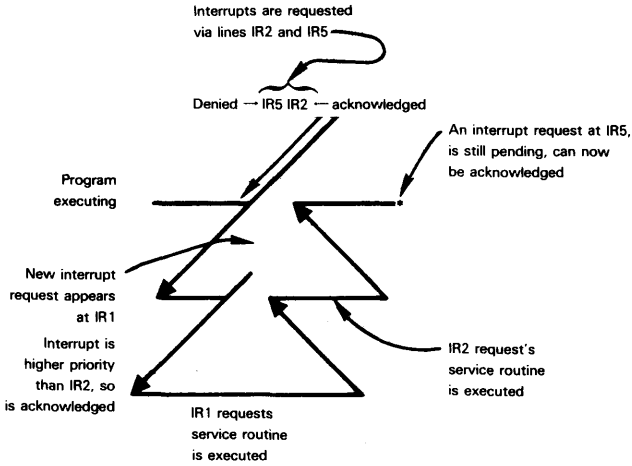 Interrupts are requested
via lines IR2 and IR5
Denied → IR5 IR2 ← acknowledged
An interrupt request at IR5,
is still pending, can now
be acknowledged
Program
executing
*
New interrupt
request appears
at IR1
Interrupt is
higher priority
than IR2, so
is acknowledged
IR2 request's
service routine
is executed
IR1 requests
service routine
is executed